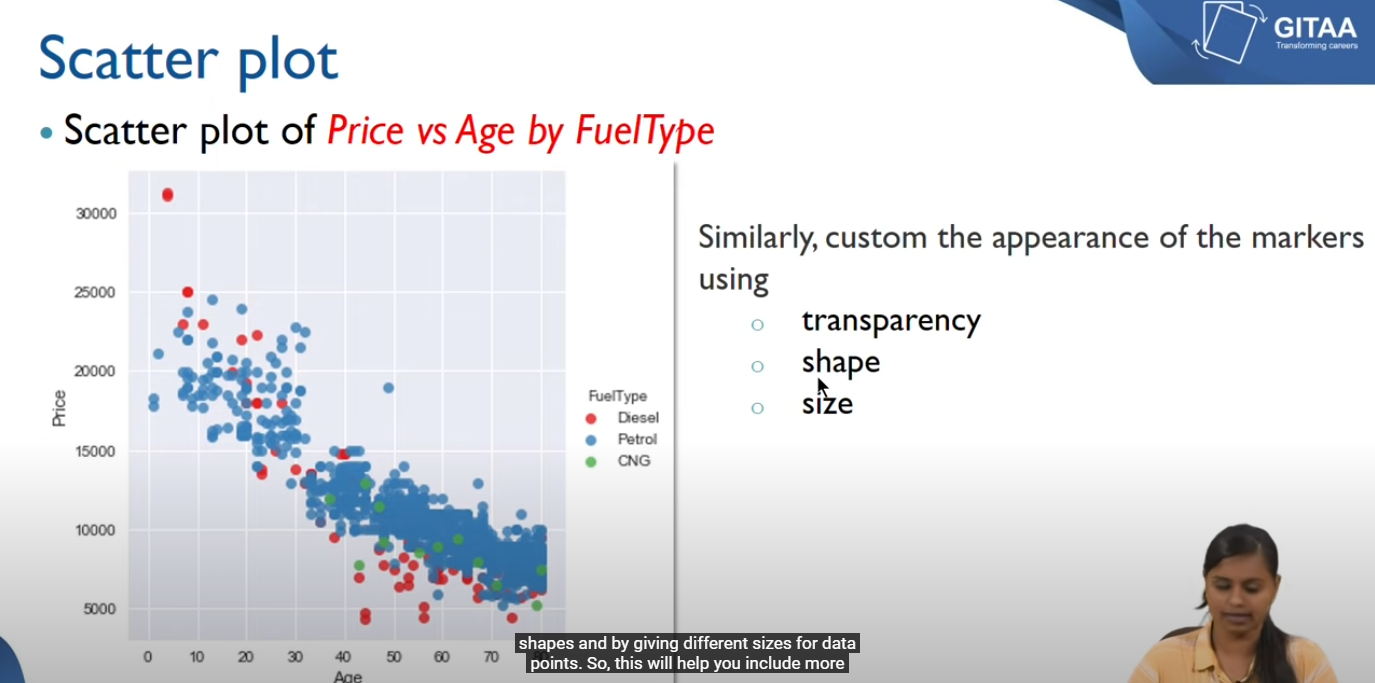 GITAA
Transforming careers
Scatter plot
• Scatter plot of Price vs Age by FuelType
30000
25000
20000
15000
10000
5000
Price
0 10 20 30 40 50 60 70
Age
FuelType
Diesel
Petrol
CNG
Similarly, custom the appearance of the markers
using
transparency
shape
size
shapes and by giving different sizes for data
points. So, this will help you include more